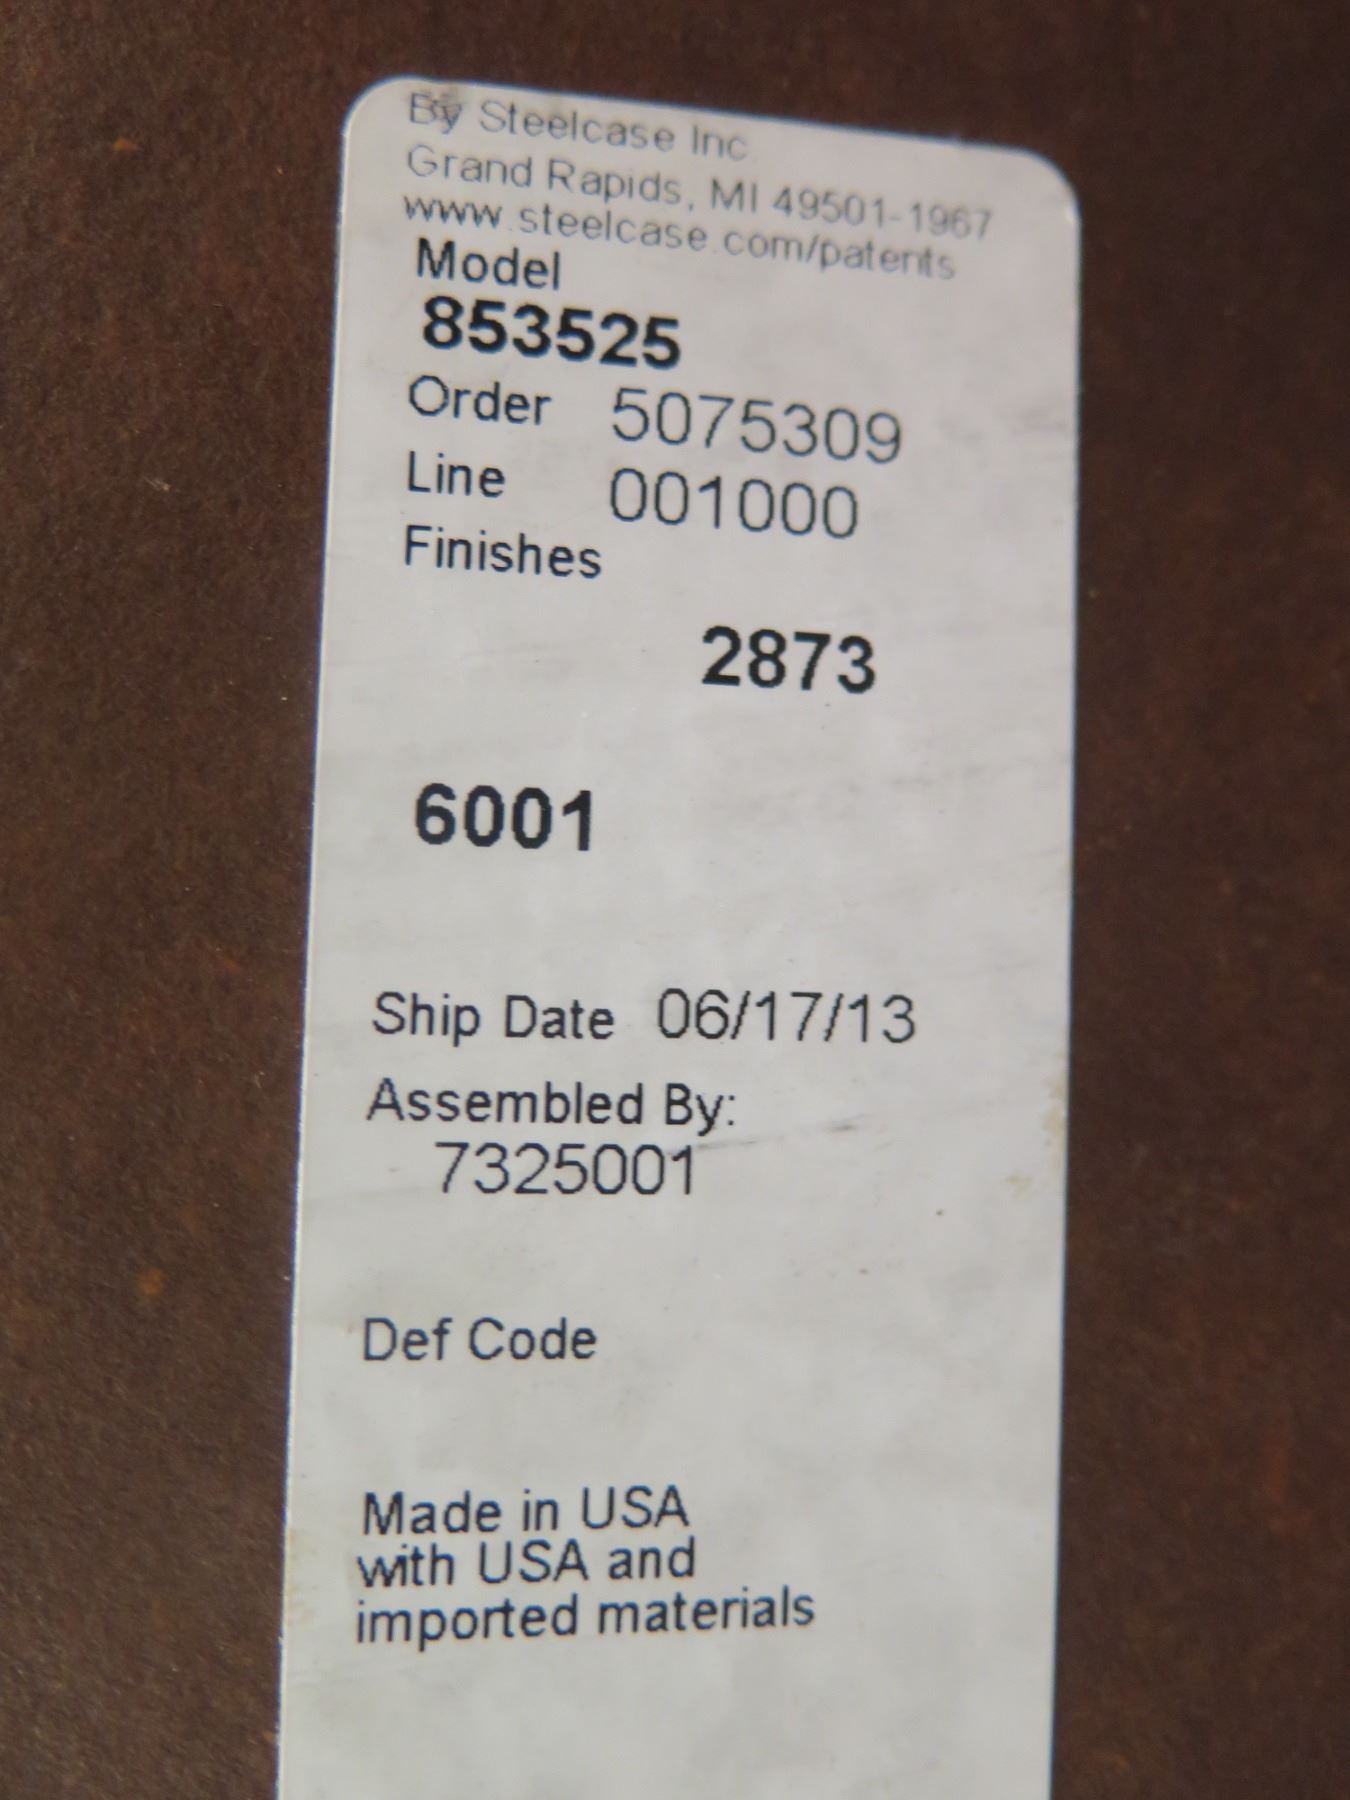 By Steelcase Inc
Grand Rapids, MI 49501-1967
www.steelcase.com/patents
Model
853525
Order 5075309
Line 001000
Finishes
2873
6001
Ship Date 06/17/13
Assembled By:
7325001
Def Code
Made in USA
with USA and
imported materials